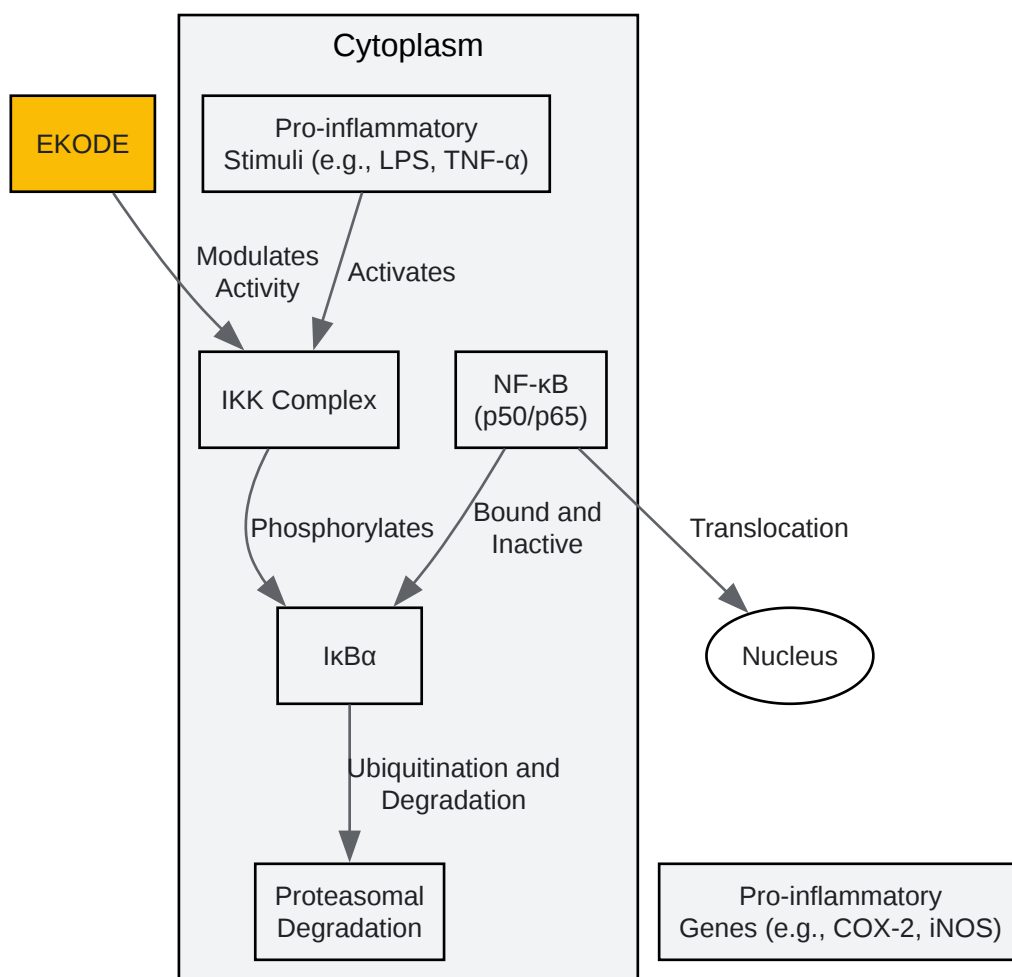 Cytoplasm
EKODE
Pro-inflammatory
Stimuli (e.g., LPS, TNF-α)
Modulates
Activity
Activates
IKK Complex
NF-κB
(p50/p65)
Phosphorylates
Bound and
Inactive
Translocation
IκBα
Nucleus
Ubiquitination and
Degradation
Proteasomal
Degradation
Pro-inflammatory
Genes (e.g., COX-2, iNOS)